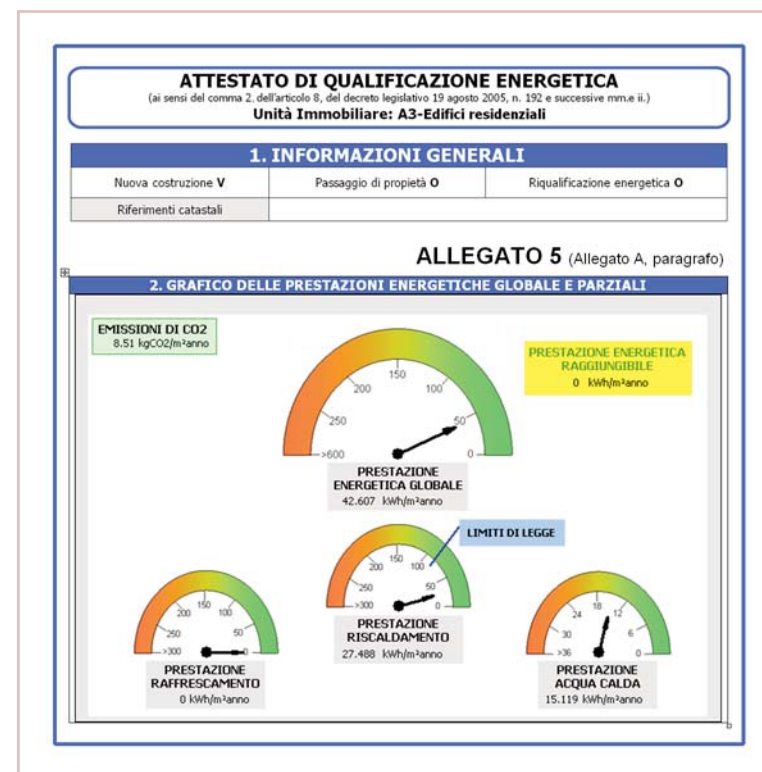 ATTESTATO DI QUALIFICAZIONE ENERGETICA
(ai sensi del comma 2, dell'articolo 8, del decreto legislativo 19 agosto 2005, n. 192 e successive mm.e ii.)
Unità Immobiliare: A3-Edifici residenziali
1. INFORMAZIONI GENERALI
Nuova costruzione V
Passaggio di propietà O
Riqualificazione energetica O
Riferimenti catastali
ALLEGATO 5 (Allegato A, paragrafo)
2. GRAFICO DELLE PRESTAZIONI ENERGETICHE GLOBALE E PARZIALI
EMISSIONI DI CO2
8.51 kgCO2/m²anno
PRESTAZIONE ENERGETICA
RAGGIUNGIBILE
0 kWh/m²anno
>600 250 200 150 100 50 0
PRESTAZIONE
ENERGETICA GLOBALE
42.607 kWh/m²anno
LIMITI DI LEGGE
>300 250 200 150 100 50 0
PRESTAZIONE
RISCALDAMENTO
27.488 kWh/m²anno
>300 250 200 150 100 50 0
PRESTAZIONE
RAFFRESCAMENTO
0 kWh/m²anno
>36 30 24 18 12 6 0
PRESTAZIONE
ACQUA CALDA
15.119 kWh/m²anno